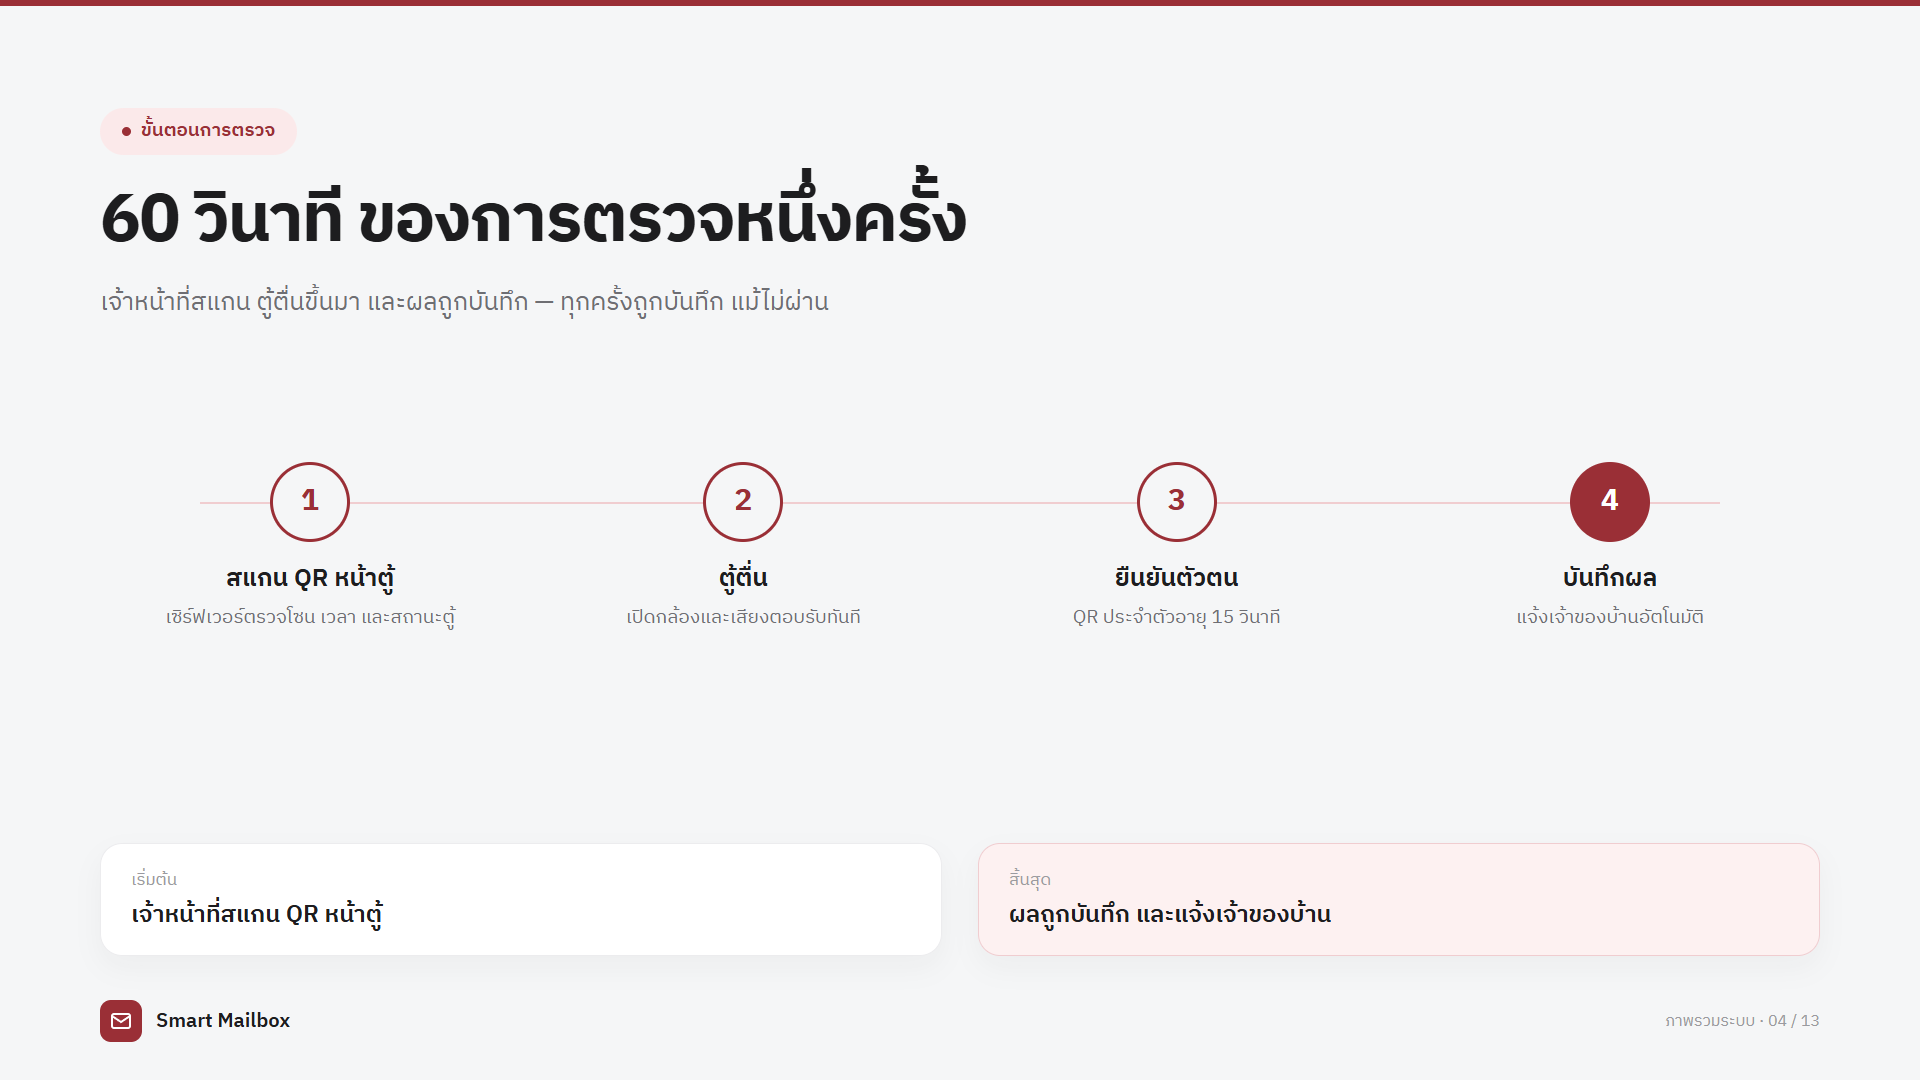 ขั้นตอนการตรวจ
60 วินาที ของการตรวจหนึ่งครั้ง
เจ้าหน้าที่สแกน ตู้ตื่นขึ้นมา และผลถูกบันทึก — ทุกครั้งถูกบันทึก แม้ไม่ผ่าน
1
สแกน QR หน้าตู้
เซิร์ฟเวอร์ตรวจโซน เวลา และสถานะตู้
2
ตู้ตื่น
เปิดกล้องและเสียงตอบรับทันที
3
ยืนยันตัวตน
QR ประจำตัวอายุ 15 วินาที
4
บันทึกผล
แจ้งเจ้าของบ้านอัตโนมัติ
เริ่มต้น
เจ้าหน้าที่สแกน QR หน้าตู้
สิ้นสุด
ผลถูกบันทึก และแจ้งเจ้าของบ้าน
Smart Mailbox
ภาพรวมระบบ · 04 / 13